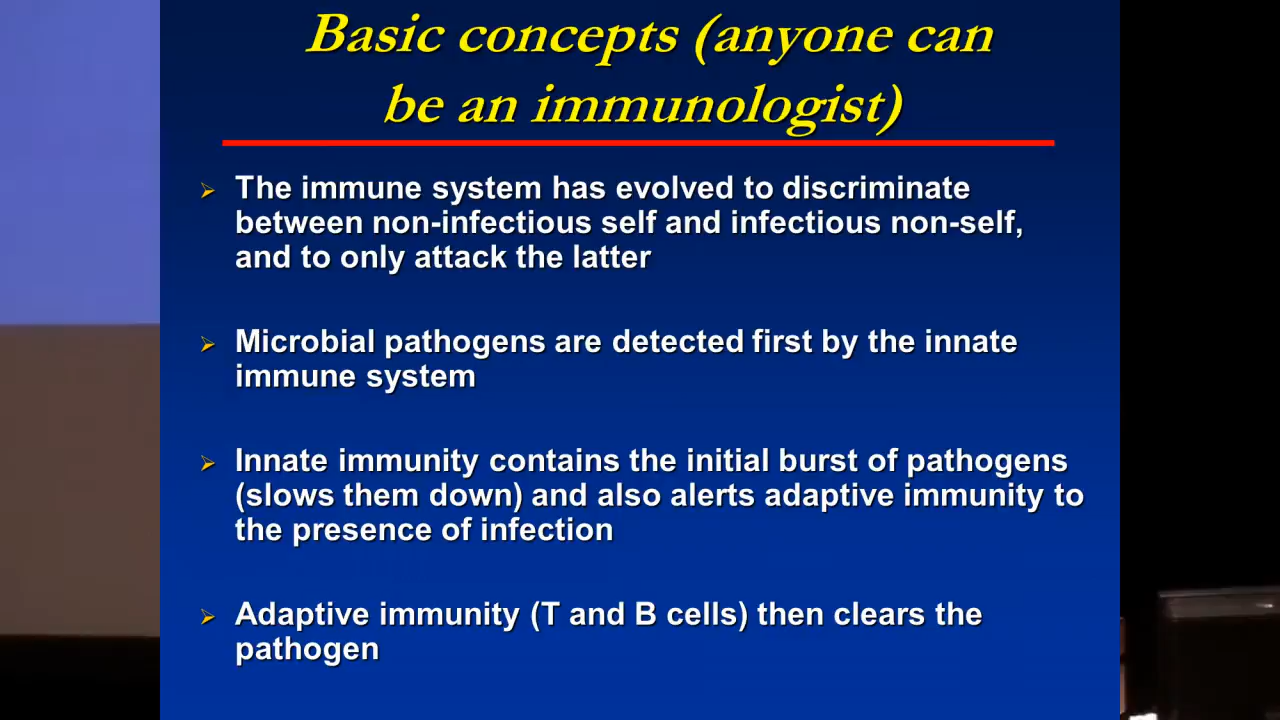 Basic concepts (anyone can
be an immunologist)
The immune system has evolved to discriminate
between non-infectious self and infectious non-self,
and to only attack the latter
Microbial pathogens are detected first by the innate
immune system
Innate immunity contains the initial burst of pathogens
(slows them down) and also alerts adaptive immunity to
the presence of infection
Adaptive immunity (T and B cells) then clears the
pathogen